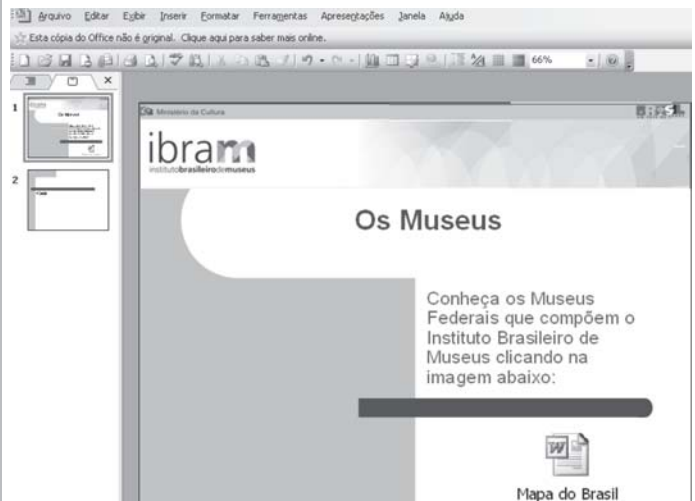 Arquivo Editar Exibir Inserir Formatar Ferramentas Apresentações Janela Ajuda
Esta cópia do Office não é original. Clique aqui para saber mais online.
66%
1
2
Ministério da Cultura
ibram
institutobrasileirodemuseus
Os Museus
Conheça os Museus
Federais que compõem o
Instituto Brasileiro de
Museus clicando na
imagem abaixo:
W
Mapa do Brasil